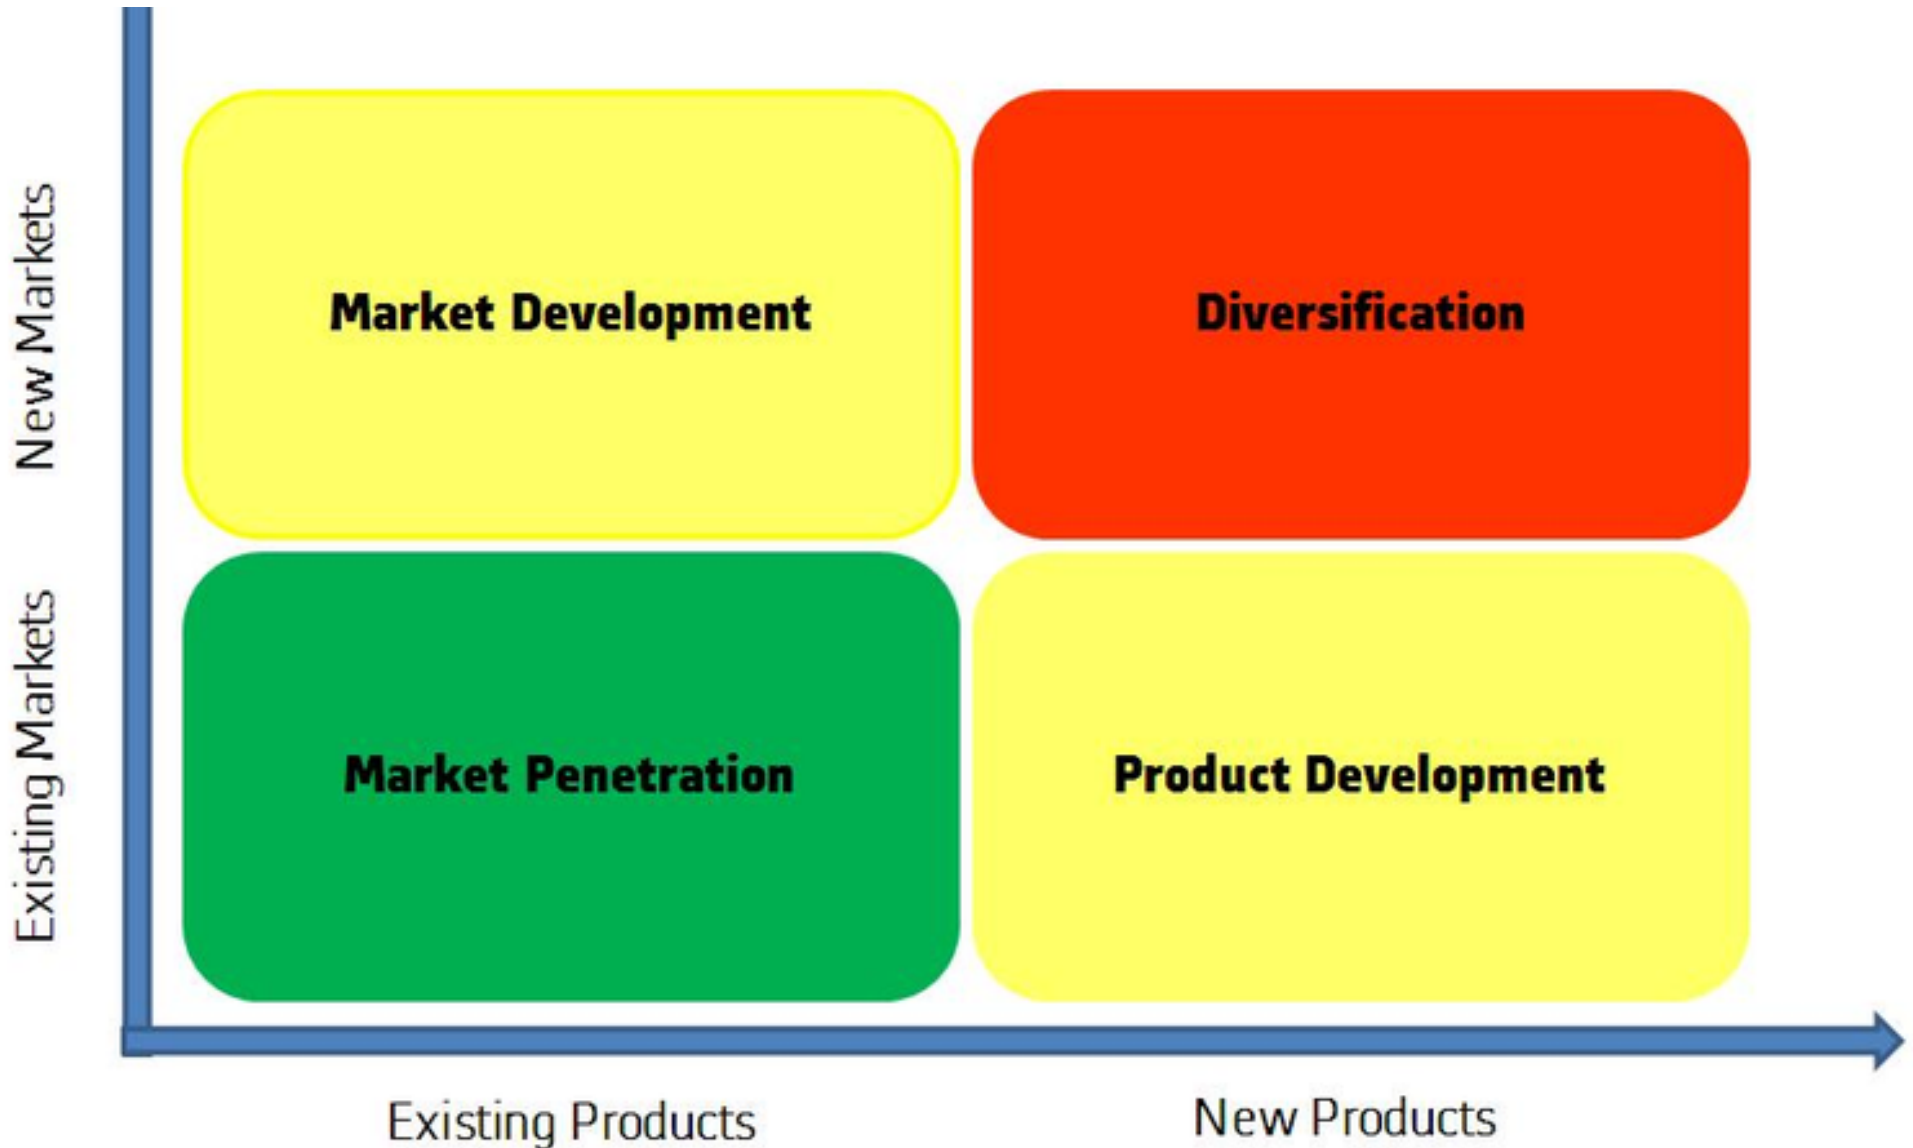 New Markets
Market Development
Diversification
Existing Markets
Market Penetration
Product Development
Existing Products
New Products